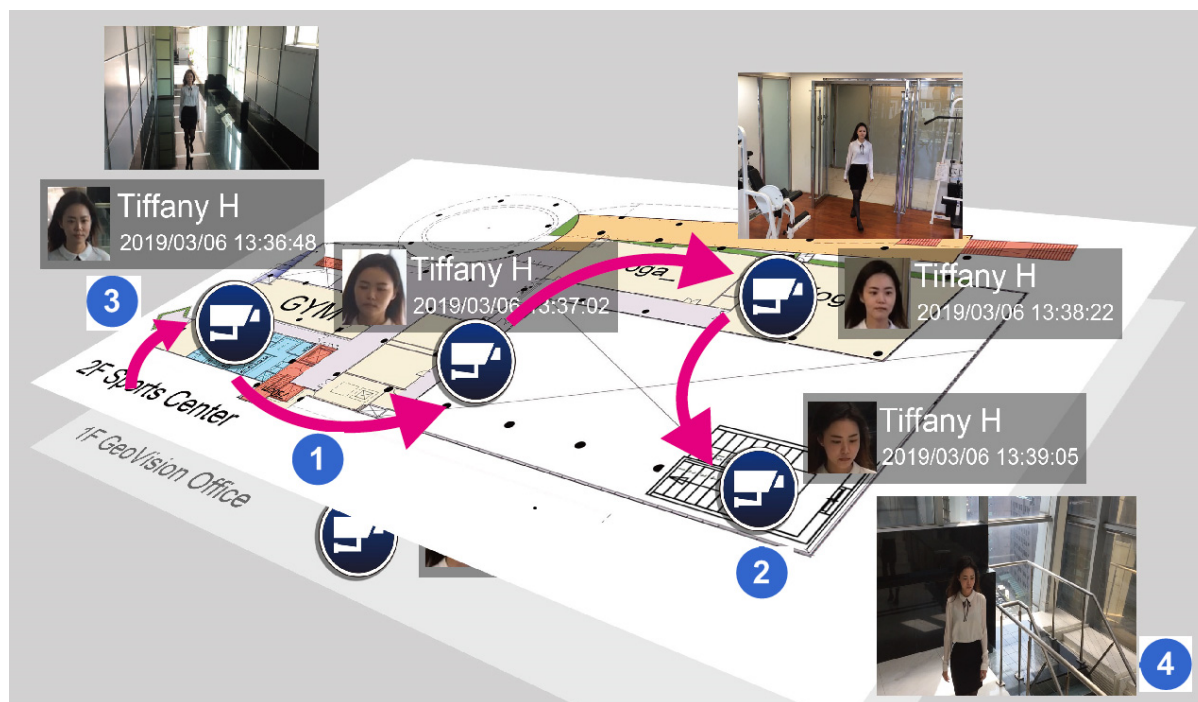 Tiffany H
2019/03/06 13:36:48
3
Tiffany H
2019/03/06 13:37:02
Tiffany H
2019/03/06 13:38:22
GYM
oga
og
2F Sports Center
1F GeoVision Office
1
Tiffany H
2019/03/06 13:39:05
2
4